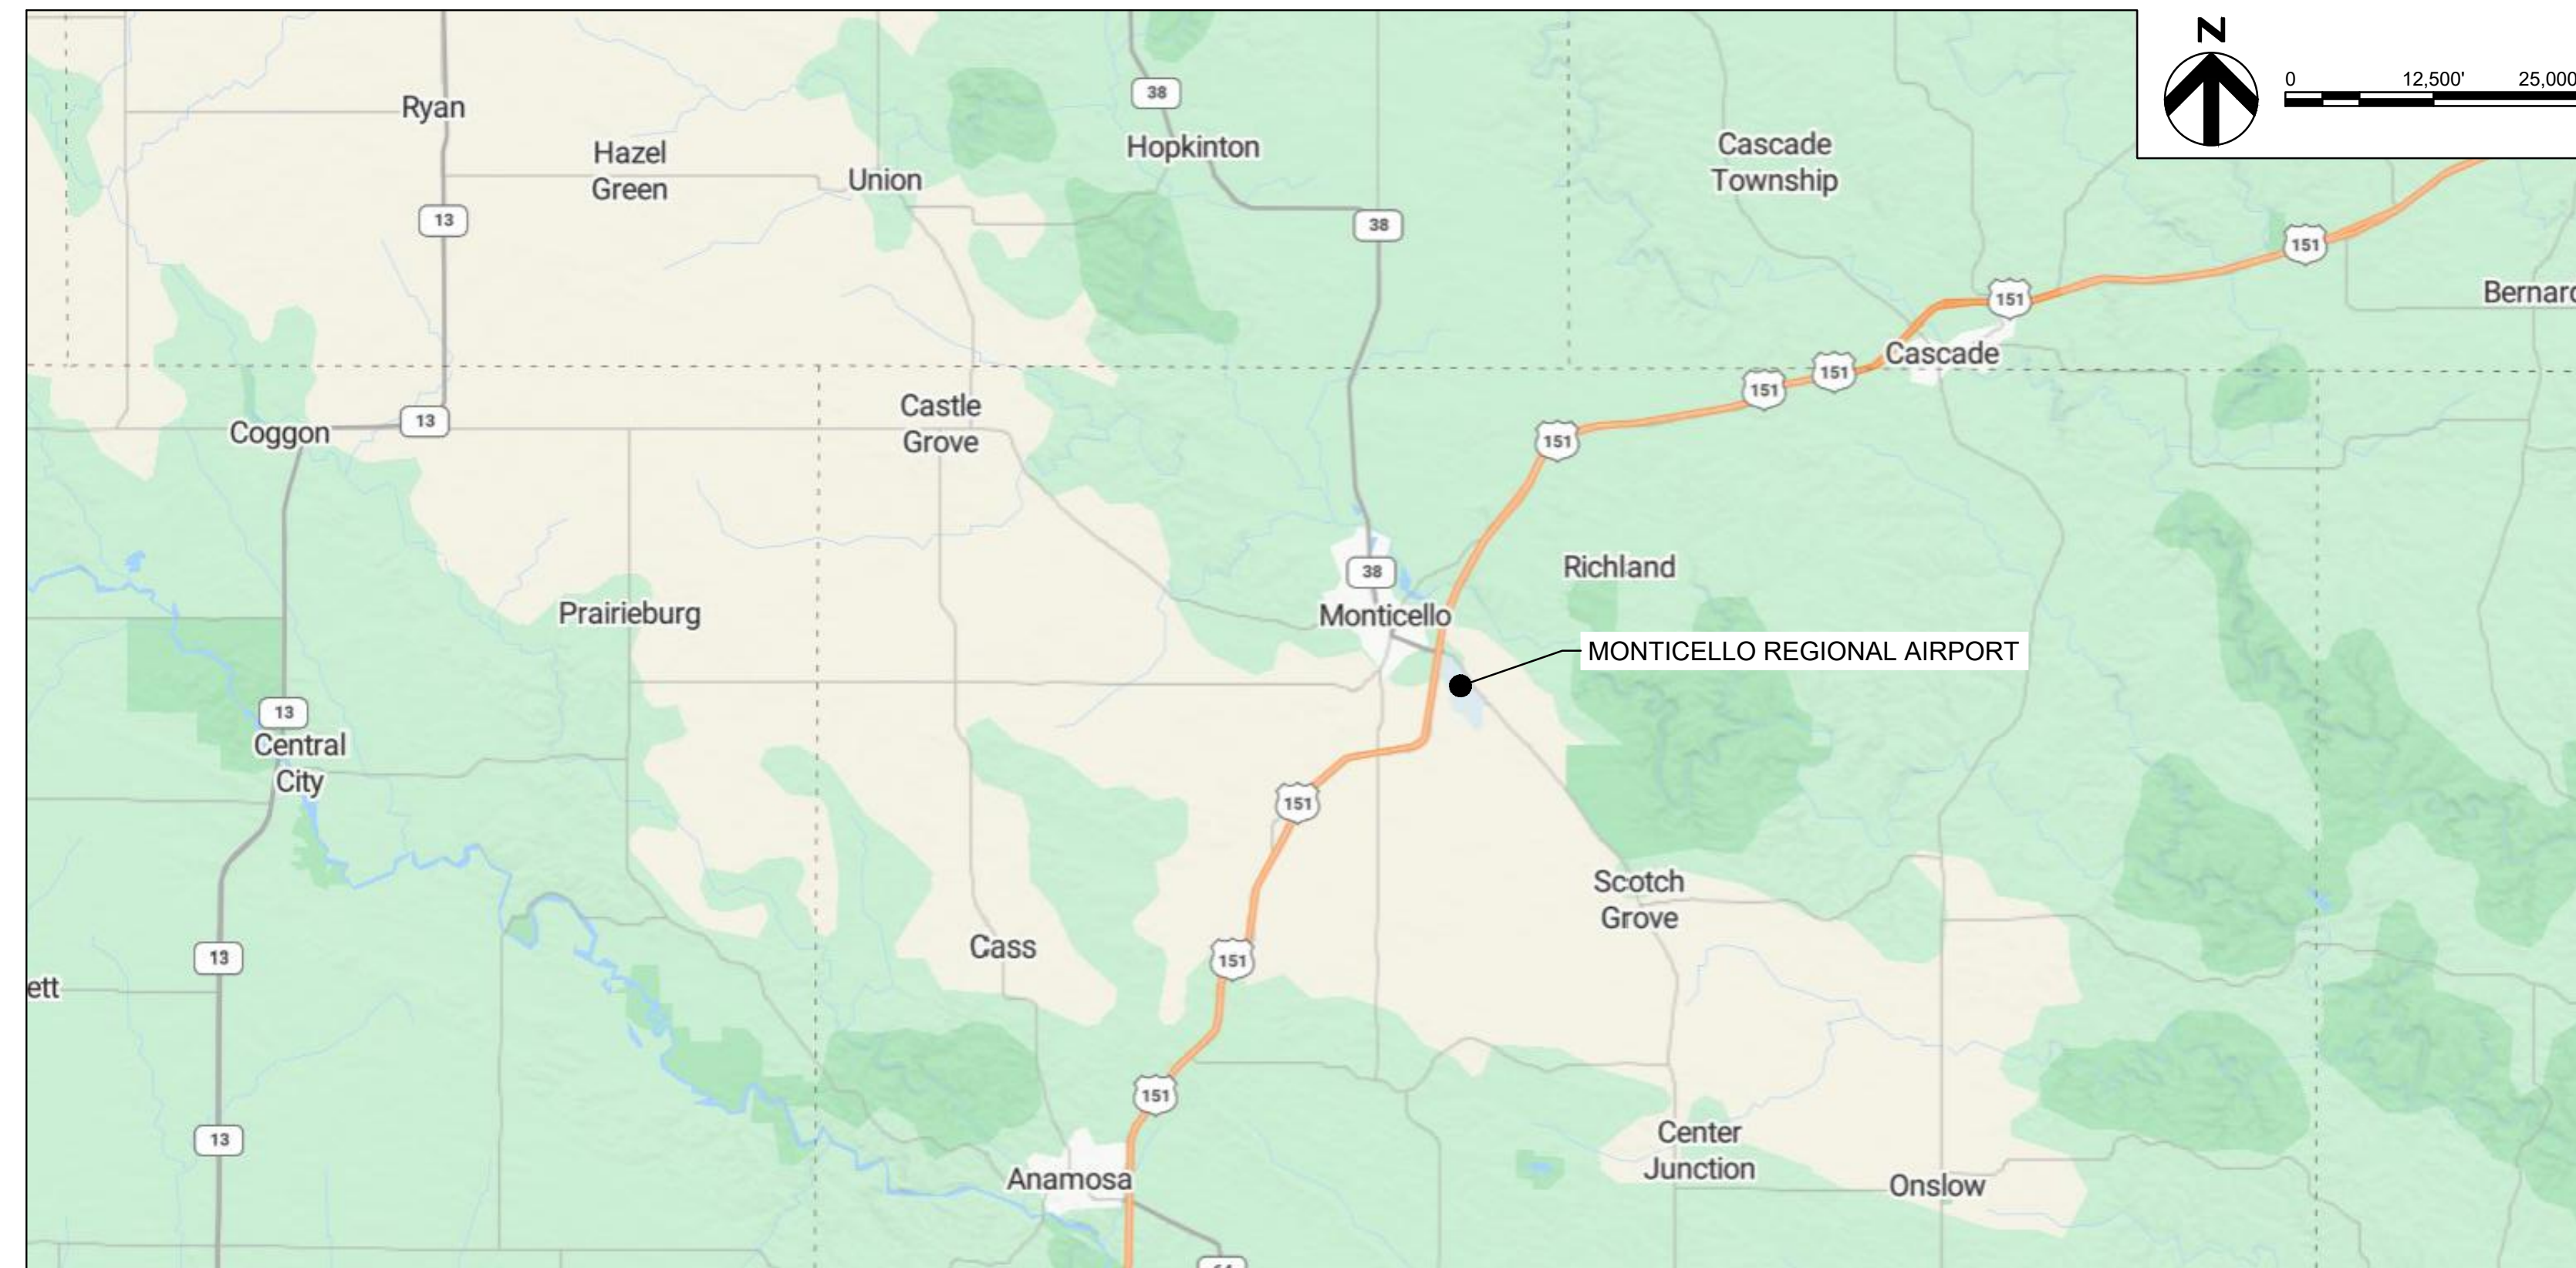 N
0 12,500' 25,000
38
Ryan
Hopkinton
Cascade
Township
Hazel
Green
Union
13
38
151
151
Cascade
151
151
Castle
Grove
13
Coggon
151
38
Richland
Prairieburg
Monticello
MONTICELLO REGIONAL AIRPORT
13
Central
City
151
Scotch
Grove
Cass
13
151
ett
151
Center
Junction
13
Anamosa
Onslow